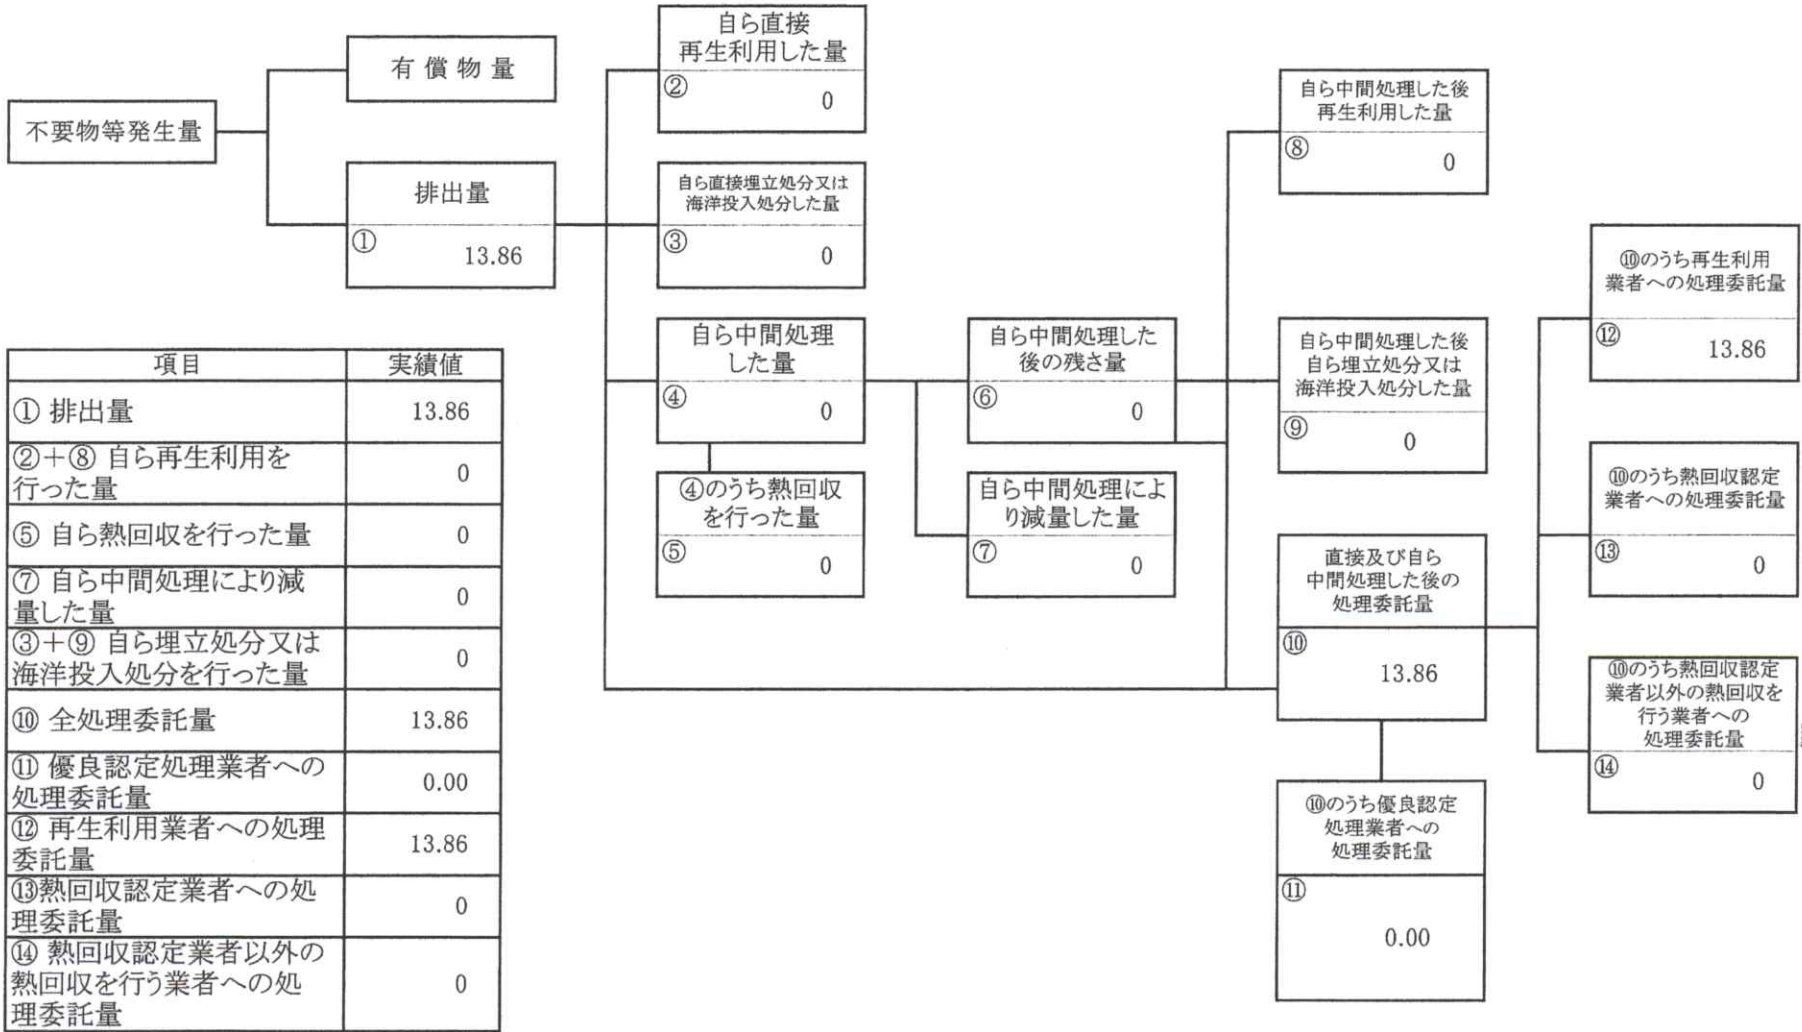 不要物等発生量
有償物量
排出量
①
13.86
自ら直接
再生利用した量
②
0
自ら直接埋立処分又は
海洋投入処分した量
③
0
自ら中間処理
した量
④
0
④のうち熱回収
を行った量
⑤
0
自ら中間処理した
後の残さ量
⑥
0
自ら中間処理によ
り減量した量
⑦
0
自ら中間処理した後
再生利用した量
⑧
0
自ら中間処理した後
自ら埋立処分又は
海洋投入処分した量
⑨
0
直接及び自ら
中間処理した後の
処理委託量
⑩
13.86
⑩のうち優良認定
処理業者への
処理委託量
⑪
0.00
⑩のうち再生利用
業者への処理委託量
⑫
13.86
⑩のうち熱回収認定
業者への処理委託量
⑬
0
⑩のうち熱回収認定
業者以外の熱回収を
行う業者への
処理委託量
⑭
0
項目 実績値
① 排出量 13.86
②+⑧ 自ら再生利用を
行った量 0
⑤ 自ら熱回収を行った量 0
⑦ 自ら中間処理により減
量した量 0
③+⑨ 自ら埋立処分又は
海洋投入処分を行った量 0
⑩ 全処理委託量 13.86
⑪ 優良認定処理業者への
処理委託量 0.00
⑫ 再生利用業者への処理
委託量 13.86
⑬熱回収認定業者への処
理委託量 0
⑭ 熱回収認定業者以外の
熱回収を行う業者への処
理委託量 0